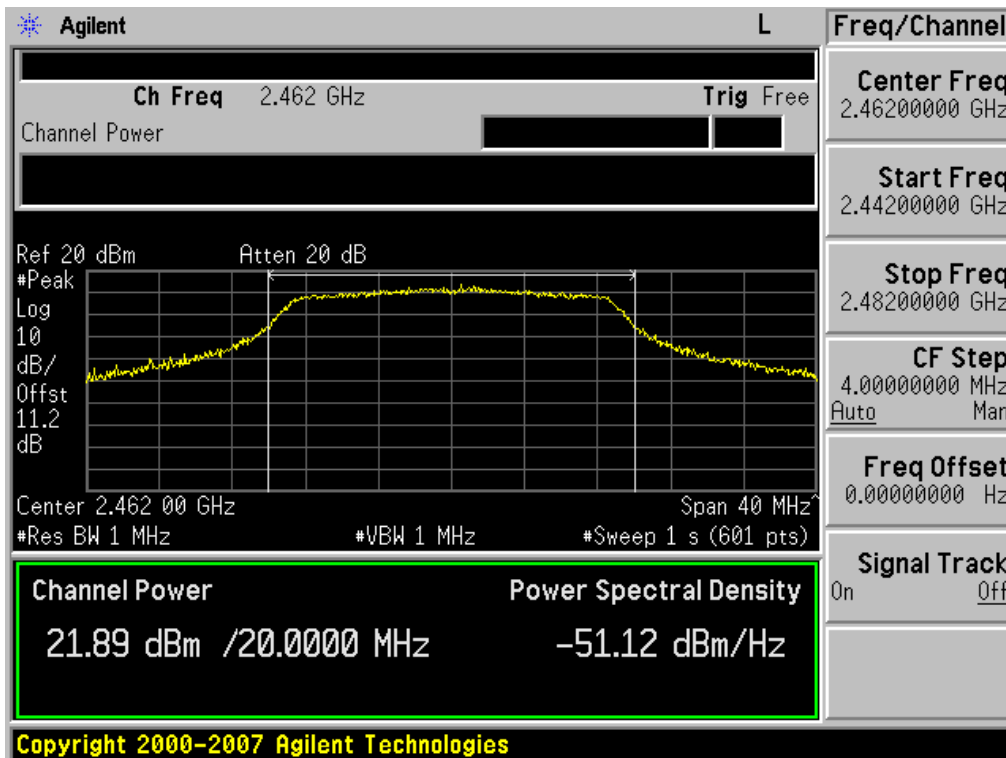 Agilent L
Freq/Channel
Ch Freq 2.462 GHz Trig Free
Channel Power
Center Freq
2.46200000 GHz
Start Freq
2.44200000 GHz
Stop Freq
2.48200000 GHz
CF Step
4.00000000 MHz
Auto Man
Freq Offset
0.00000000 Hz
Signal Track
On Off
Ref 20 dBm Atten 20 dB
#Peak
Log
10
dB/
Offst
11.2
dB
Center 2.462 00 GHz Span 40 MHz^
#Res BW 1 MHz #VBW 1 MHz #Sweep 1 s (601 pts)
Channel Power Power Spectral Density
21.89 dBm /20.0000 MHz -51.12 dBm/Hz
Copyright 2000-2007 Agilent Technologies